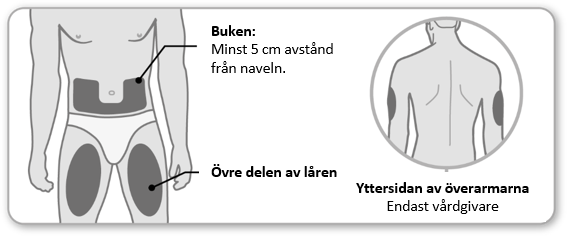 Buken:
Minst 5 cm avstånd
från naveln.
Övre delen av låren
Yttersidan av överarmarna
Endast vårdgivare